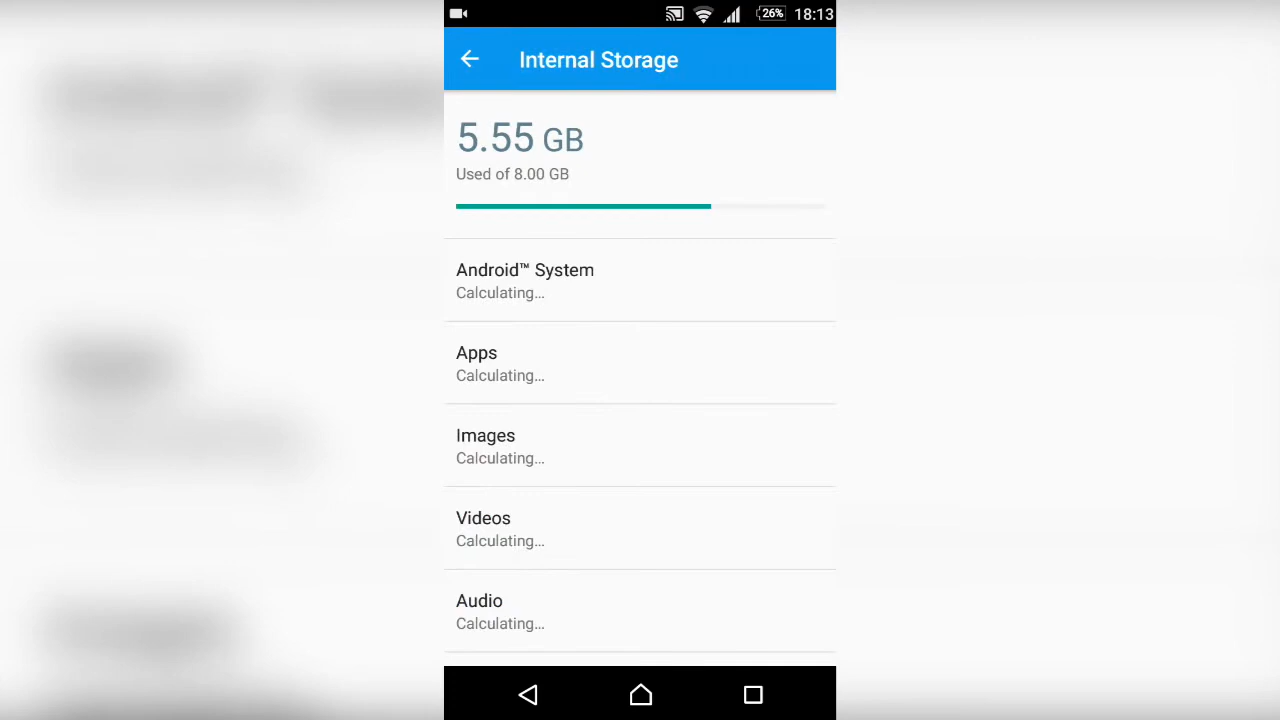 26% 18:13
Internal Storage
5.55 GB
Used of 8.00 GB
Android™ System
Calculating...
Apps
Calculating...
Images
Calculating...
Videos
Calculating...
Audio
Calculating...